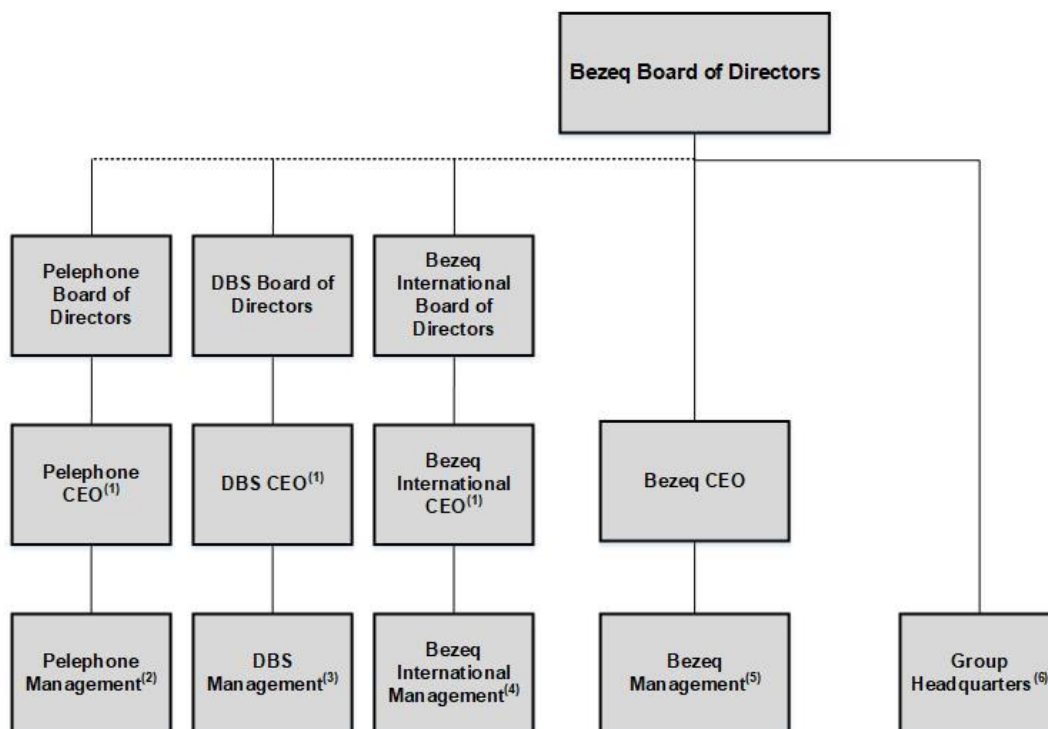 Bezeq Board of Directors
Pelephone
Board of
Directors
DBS Board of
Directors
Bezeq
International
Board of
Directors
Pelephone
CEO(1)
DBS CEO(1)
Bezeq
International
CEO(1)
Bezeq CEO
Pelephone
Management(2)
DBS
Management(3)
Bezeq
International
Management(4)
Bezeq
Management(5)
Group
Headquarters(6)